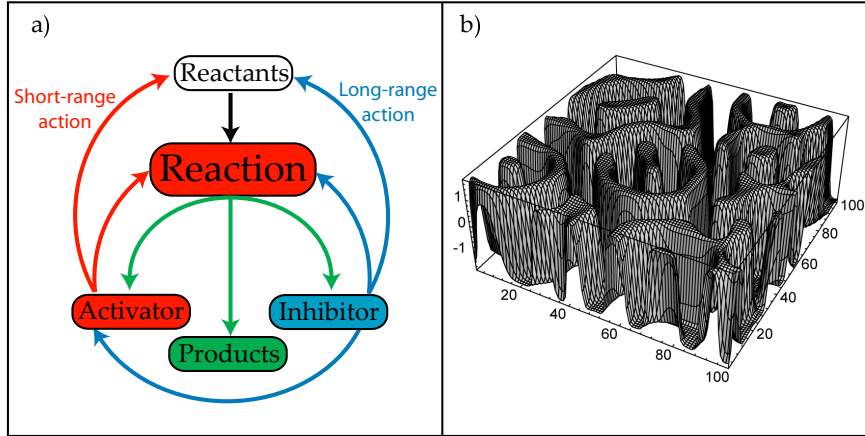 a)
Reactants
Short-range
action
Long-range
action
Reaction
Activator
Inhibitor
Products
b)
1
0
-1
20
40
60
80
100
20
40
60
80
100